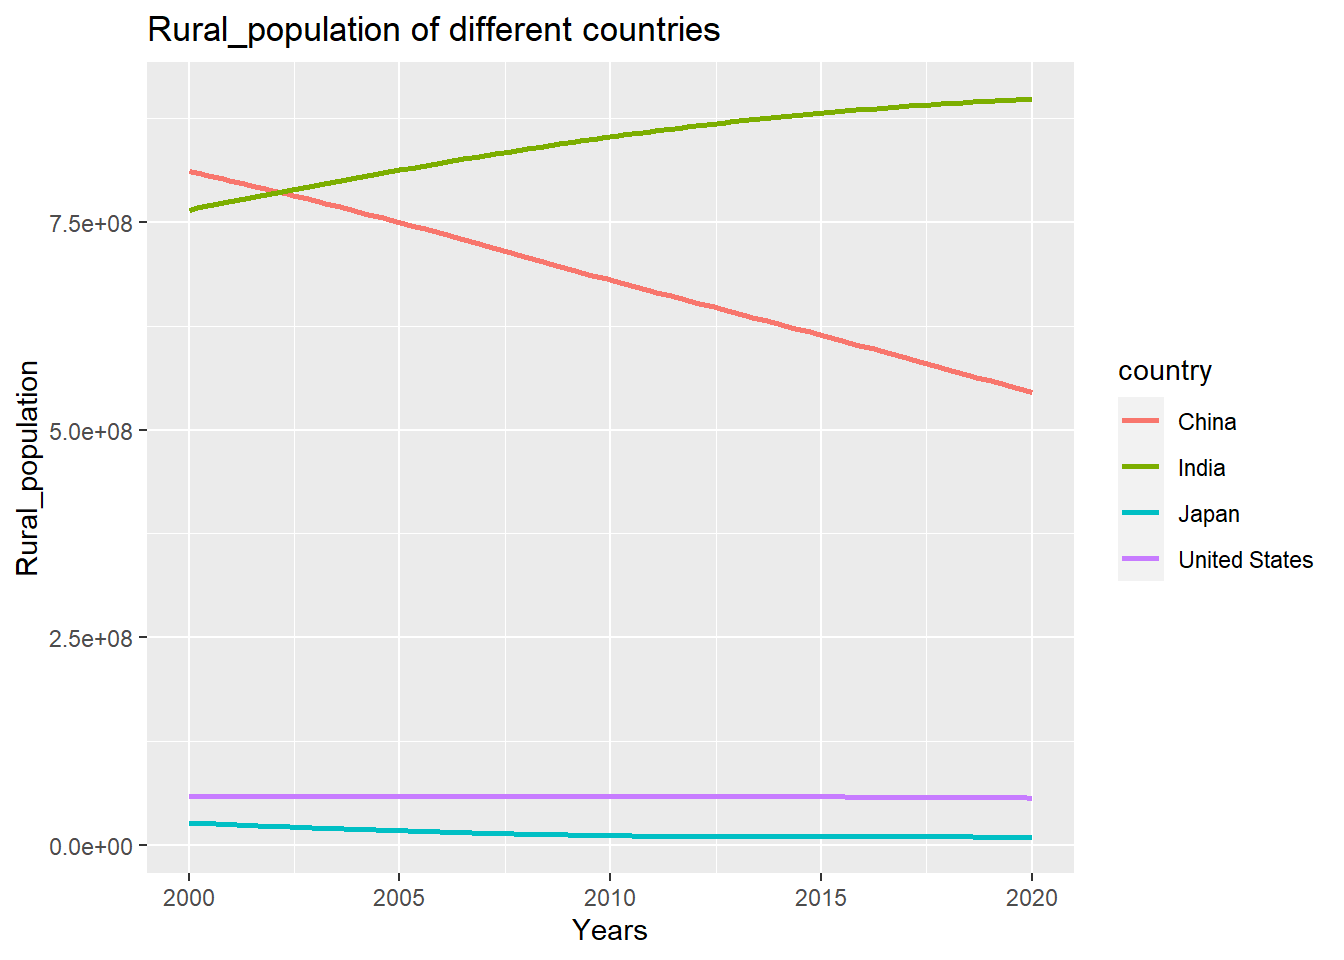 Rural_population of different countries
Rural_population
7.5e+08
5.0e+08
2.5e+08
0.0e+00
2000 2005 2010 2015 2020
Years
country
China
India
Japan
United States